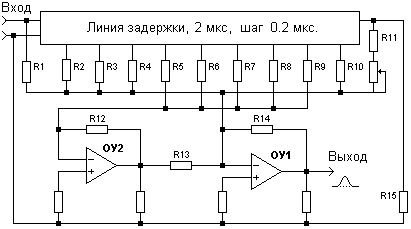 Вход
Линия задержки, 2 мкс, шаг 0.2 мкс.
R1 R2 R3 R4 R5 R6 R7 R8 R9 R10 R11
R12 R14
ОУ2 R13 ОУ1
Выход
R15